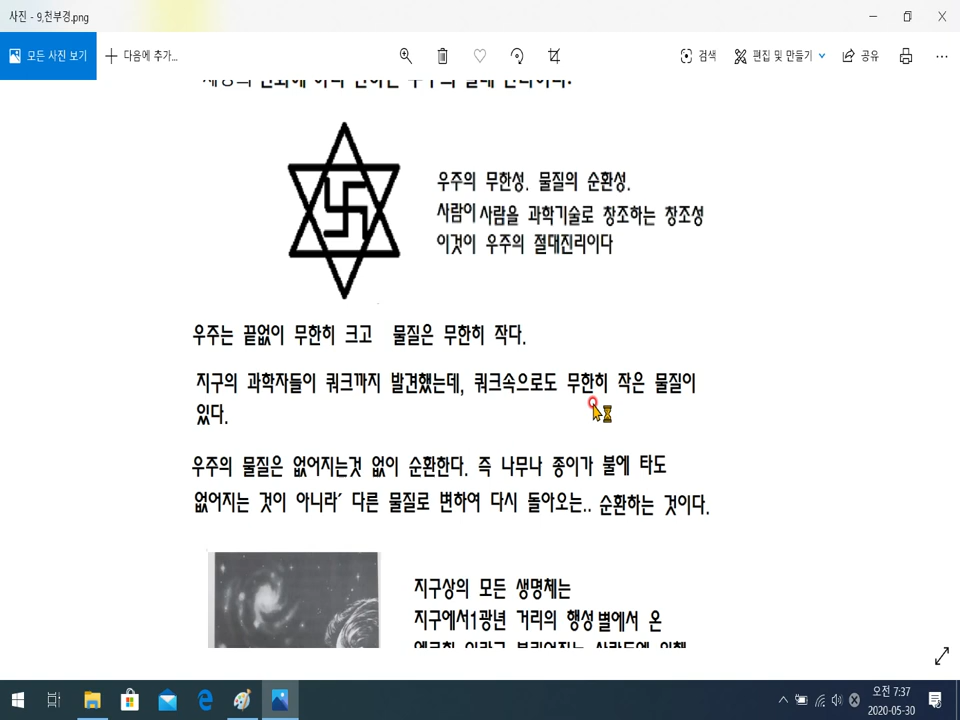 사진 - 9,천부경.png
모든 사진 보기
다음에 추가...
검색
편집 및 만들기
공유
우주의 무한성. 물질의 순환성.
사람이 사람을 과학기술로 창조하는 창조성
이것이 우주의 절대진리이다
우주는 끝없이 무한히 크고 물질은 무한히 작다.
지구의 과학자들이 쿼크까지 발견했는데, 쿼크속으로도 무한히 작은 물질이
있다.
우주의 물질은 없어지는것 없이 순환한다. 즉 나무나 종이가 불에 타도
없어지는 것이 아니라´ 다른 물질로 변하여 다시 돌아오는.. 순환하는 것이다.
지구상의 모든 생명체는
지구에서1광년 거리의 행성 별에서 온
오전 7:37
2020-05-30